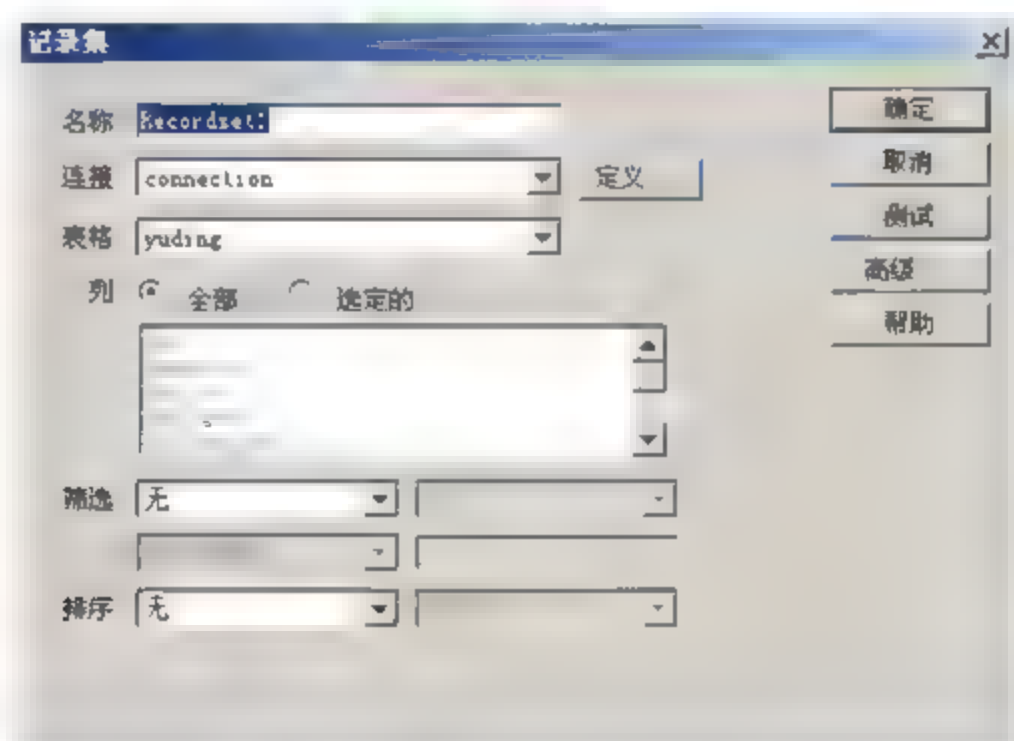 记录集
名称 Recordset1
确定
连接 connection 定义...
取消
表格 yuding
测试
列 全部 选定的
高级
帮助
筛选 无
排序 无